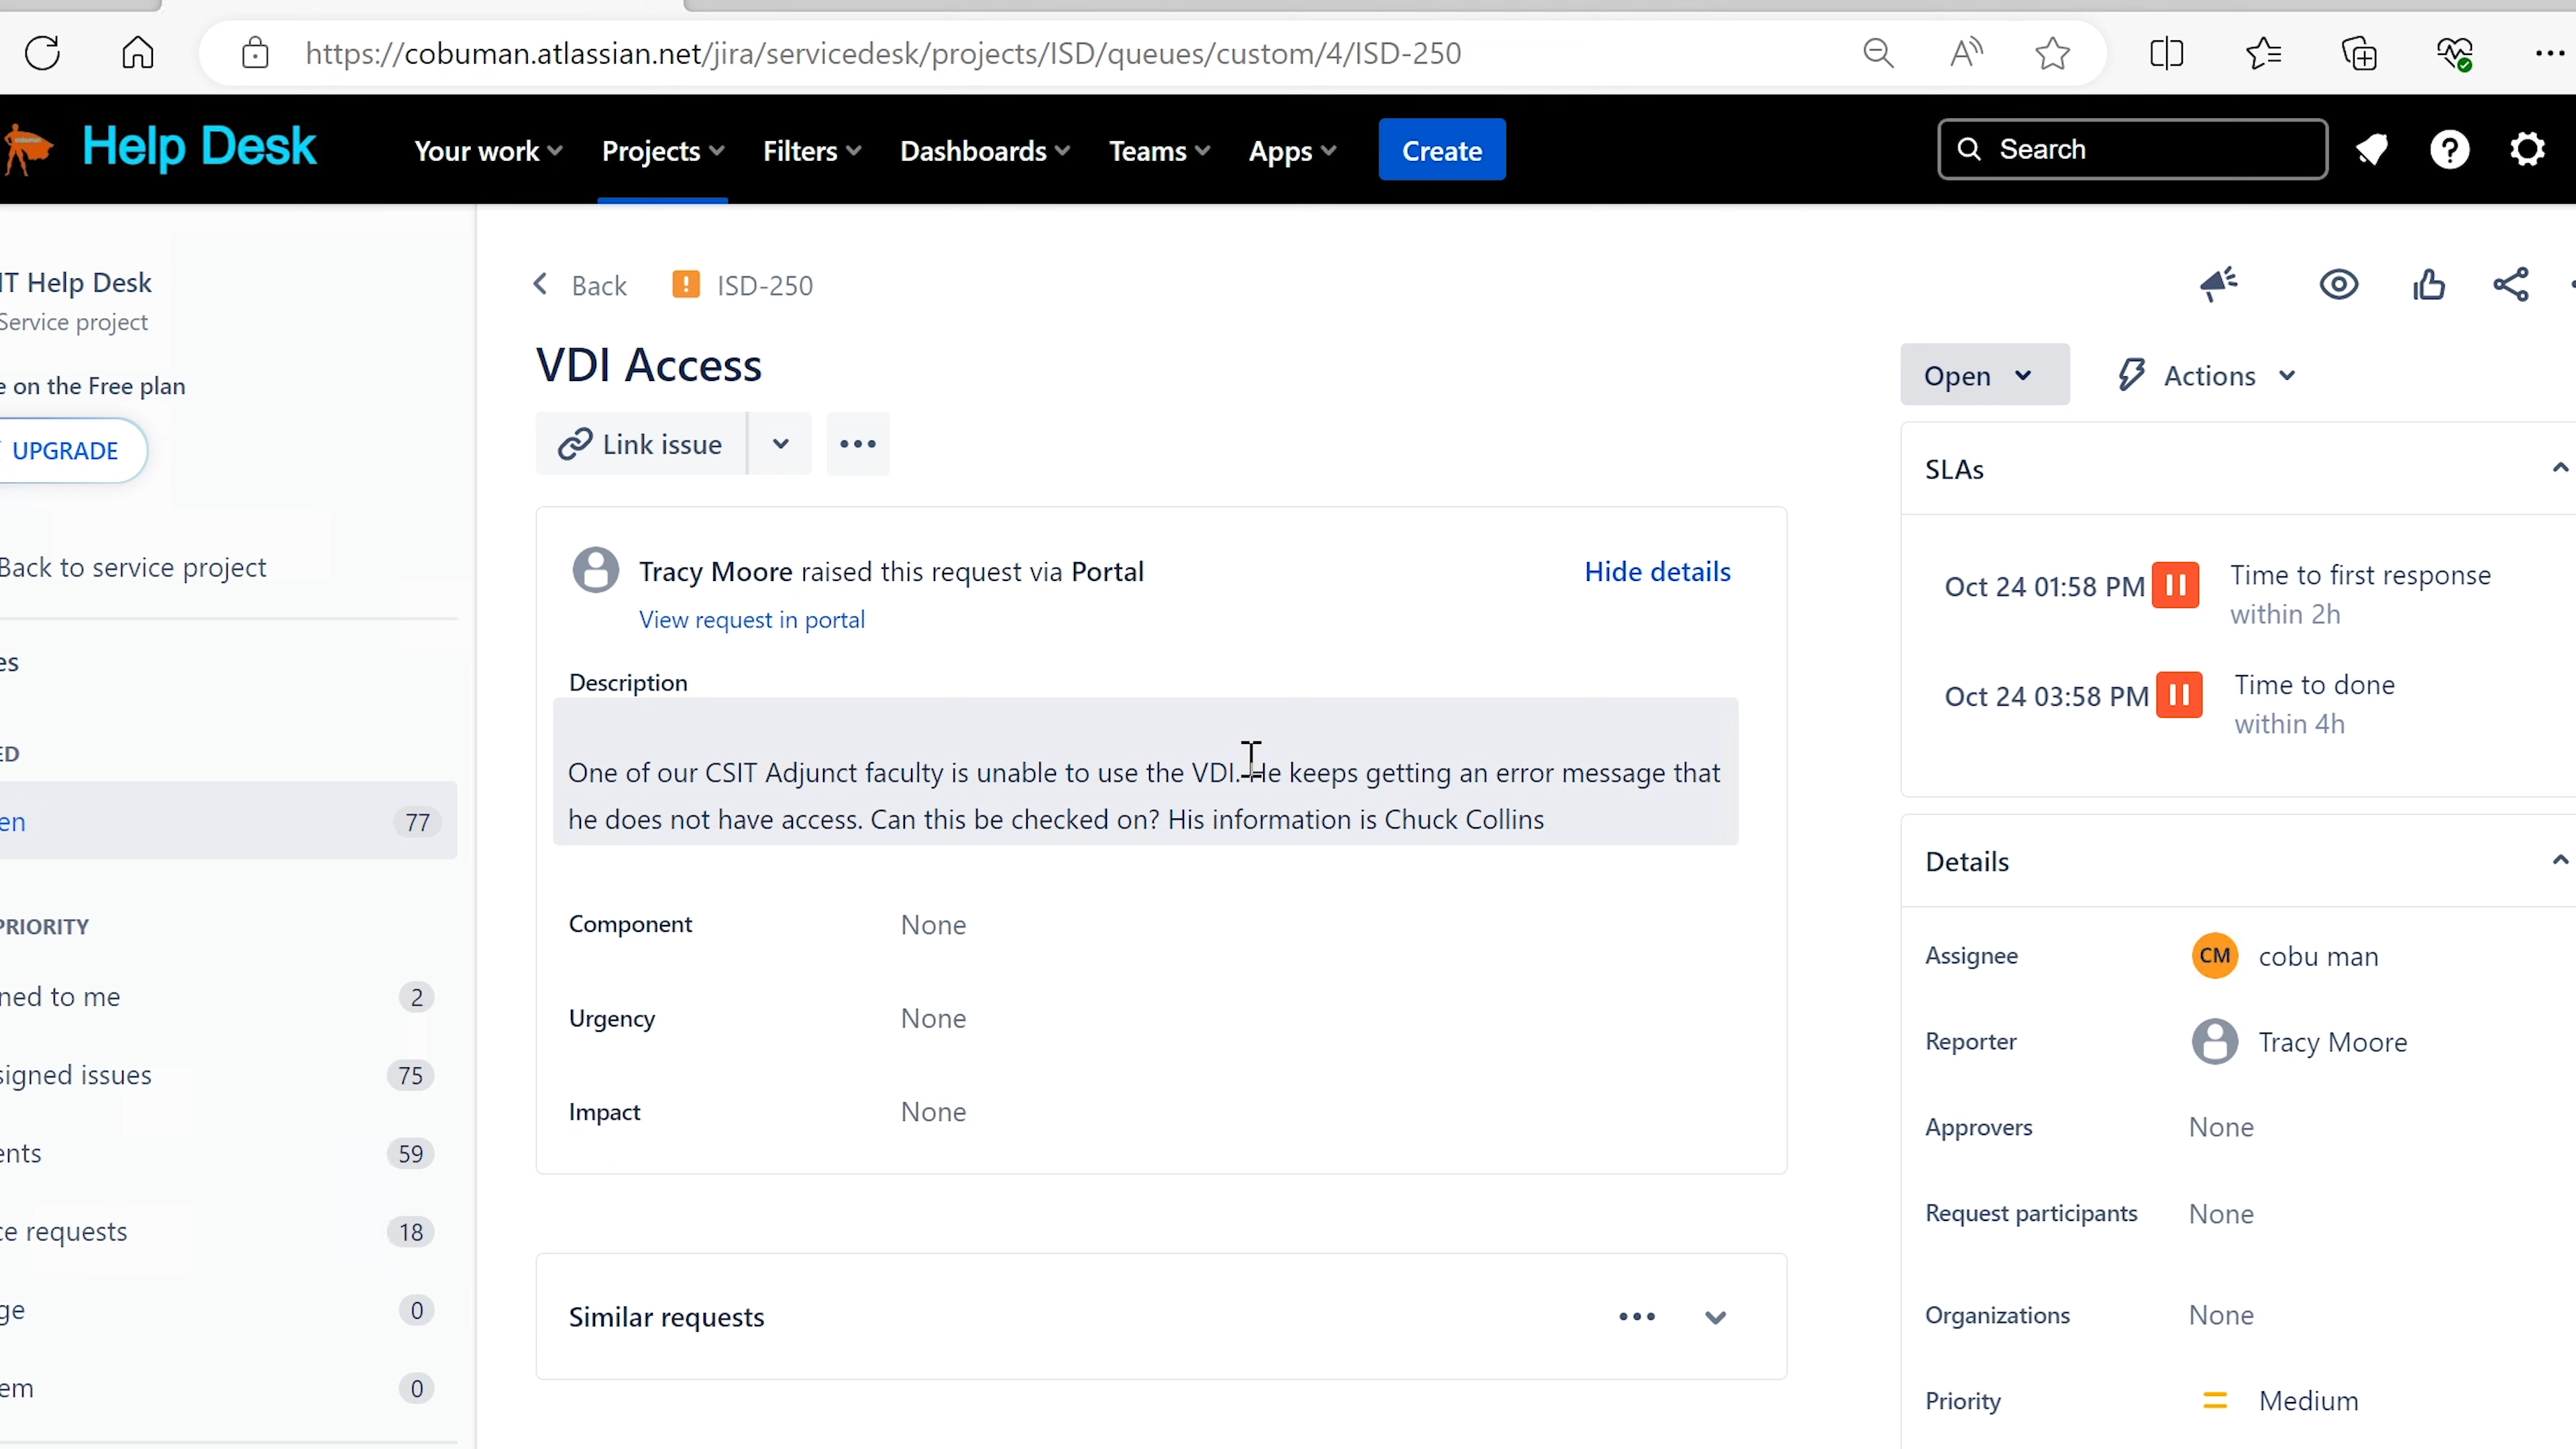 https://cobuman.atlassian.net/jira/servicedesk/projects/ISD/queues/custom/4/ISD-250
Help Desk
Your work
Projects
Filters
Dashboards
Teams
Apps
Create
Search
IT Help Desk
Service project
e on the Free plan
UPGRADE
Back to service project
es
ED
en 77
PRIORITY
ned to me 2
signed issues 75
ents 59
ce requests 18
ge 0
em 0
Back
ISD-250
VDI Access
Link issue
Tracy Moore raised this request via Portal
Hide details
View request in portal
Description
One of our CSIT Adjunct faculty is unable to use the VDI. He keeps getting an error message that
he does not have access. Can this be checked on? His information is Chuck Collins
Component None
Urgency None
Impact None
Similar requests
Open
Actions
SLAs
Oct 24 01:58 PM Time to first response
within 2h
Oct 24 03:58 PM Time to done
within 4h
Details
Assignee CM cobu man
Reporter Tracy Moore
Approvers None
Request participants None
Organizations None
Priority Medium